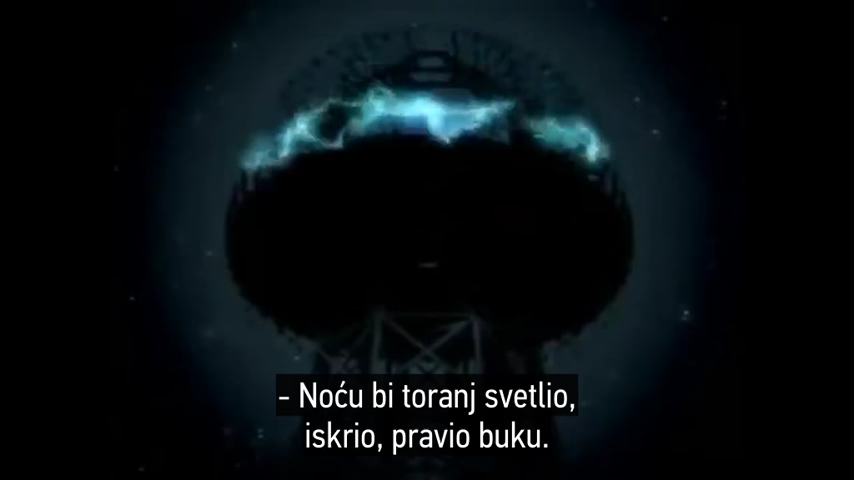 - Noću bi toranj svetlio,
iskrio, pravio buku.